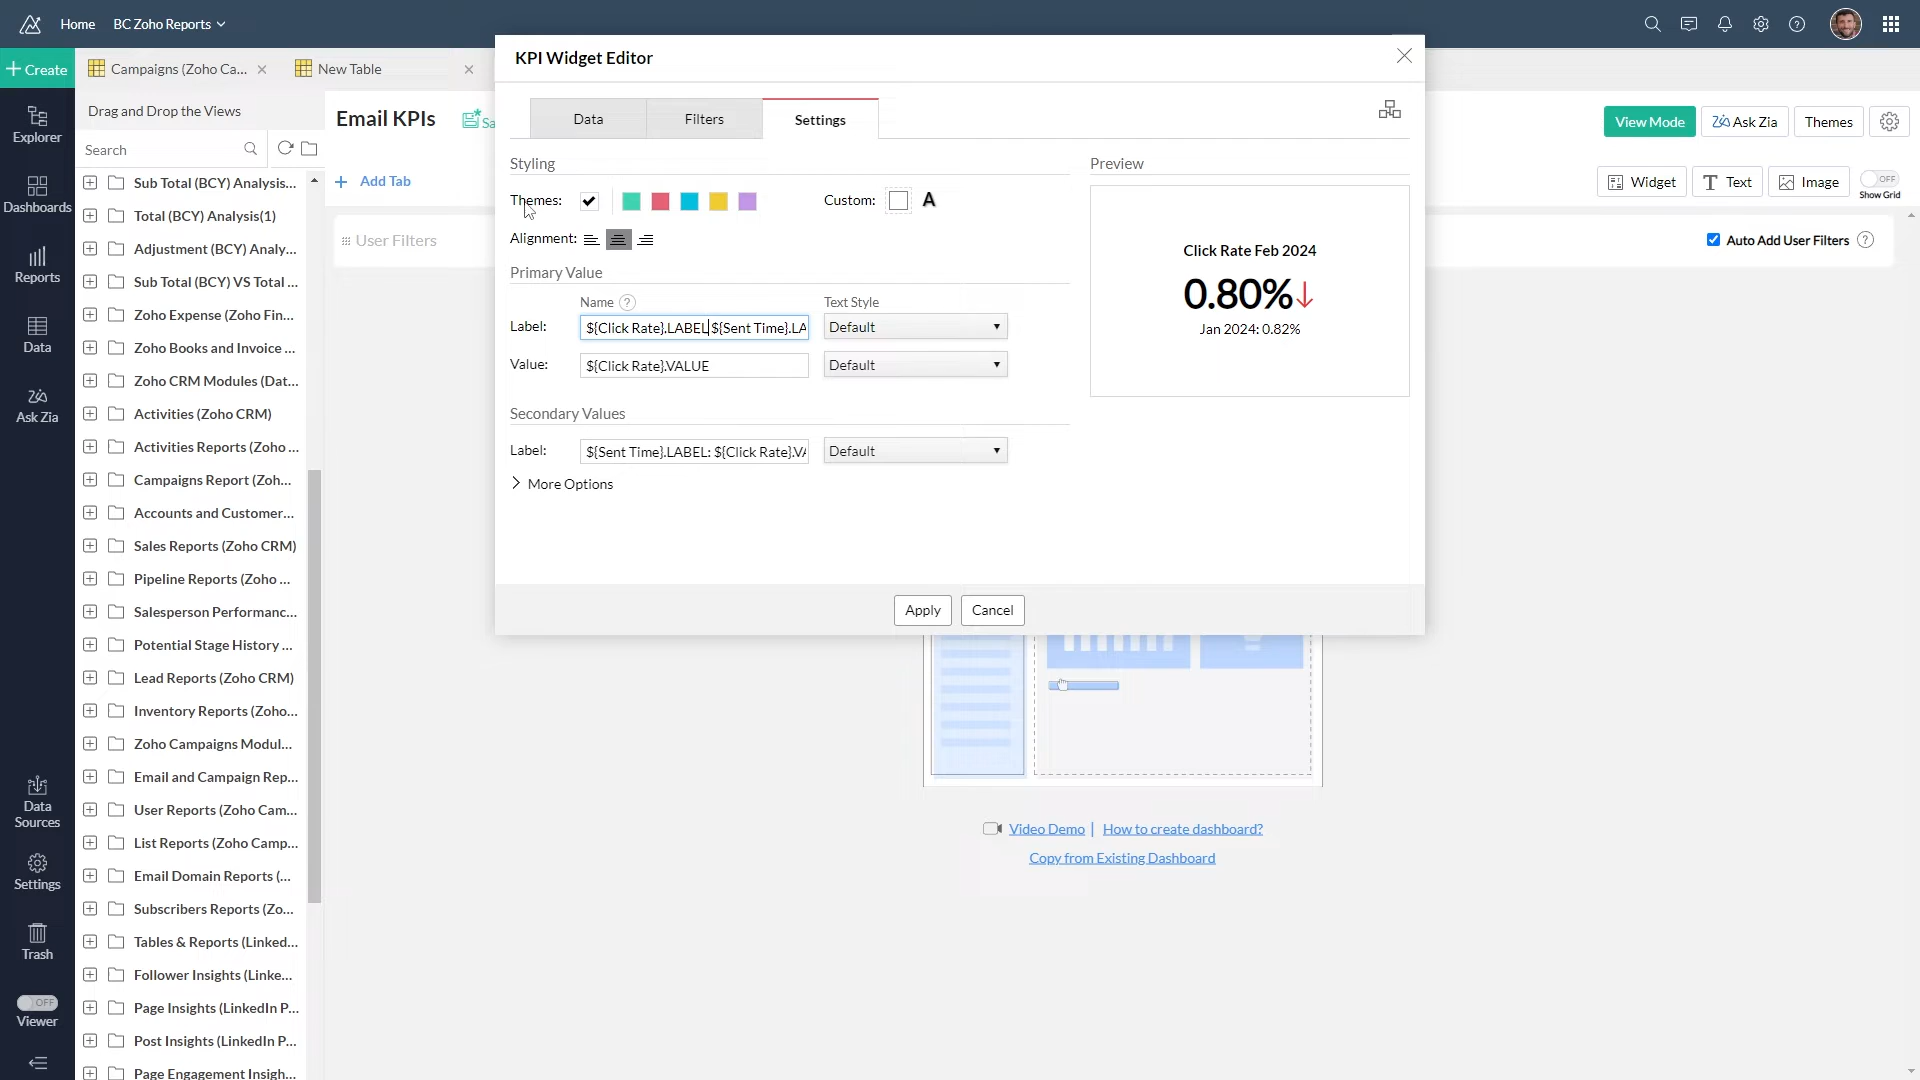 Home
BC Zoho Reports
Create
Campaigns (Zoho Ca...
New Table
Drag and Drop the Views
Search
Explorer
Dashboards
Reports
Data
Ask Zia
Data Sources
Settings
Trash
OFF
Viewer
Sub Total (BCY) Analysis...
Total (BCY) Analysis(1)
Adjustment (BCY) Analy...
Sub Total (BCY) VS Total ...
Zoho Expense (Zoho Fin...
Zoho Books and Invoice ...
Zoho CRM Modules (Dat...
Activities (Zoho CRM)
Activities Reports (Zoho ...
Campaigns Report (Zoh...
Accounts and Customer...
Sales Reports (Zoho CRM)
Pipeline Reports (Zoho ...
Salesperson Performanc...
Potential Stage History ...
Lead Reports (Zoho CRM)
Inventory Reports (Zoho...
Zoho Campaigns Modul...
Email and Campaign Rep...
User Reports (Zoho Cam...
List Reports (Zoho Camp...
Email Domain Reports (...
Subscribers Reports (Zo...
Tables & Reports (Linked...
Follower Insights (Linke...
Page Insights (LinkedIn P...
Post Insights (LinkedIn P...
Page Engagement Insigh...
Email KPIs
Sa
Add Tab
User Filters
View Mode
Ask Zia
Themes
Widget
Text
Image
OFF
Show Grid
Auto Add User Filters
KPI Widget Editor
Data
Filters
Settings
Styling
Themes:
Custom:
A
Alignment:
Primary Value
Name
Text Style
Label:
${Click Rate}.LABEL ${Sent Time}.LA
Default
Value:
${Click Rate}.VALUE
Default
Secondary Values
Label:
${Sent Time}.LABEL: ${Click Rate}.VA
Default
More Options
Preview
Click Rate Feb 2024
0.80%↓
Jan 2024: 0.82%
Apply
Cancel
Video Demo | How to create dashboard?
Copy from Existing Dashboard